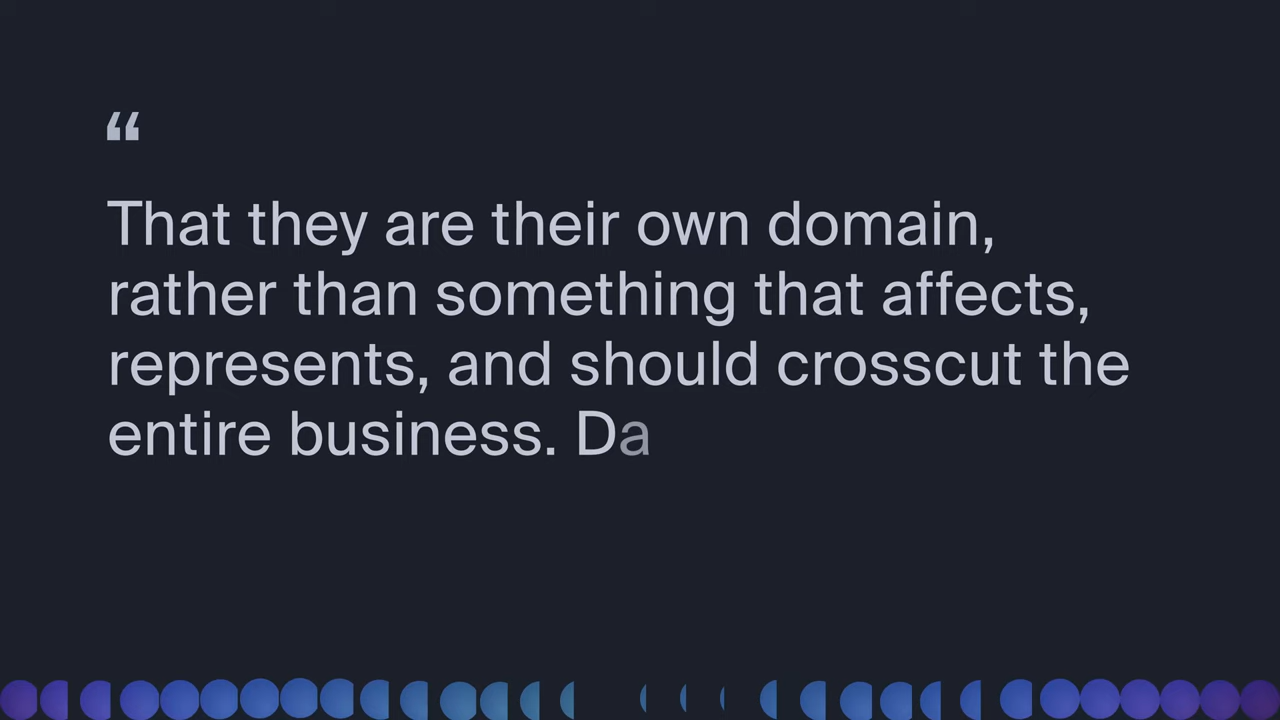 “
That they are their own domain,
rather than something that affects,
represents, and should crosscut the
entire business. Da